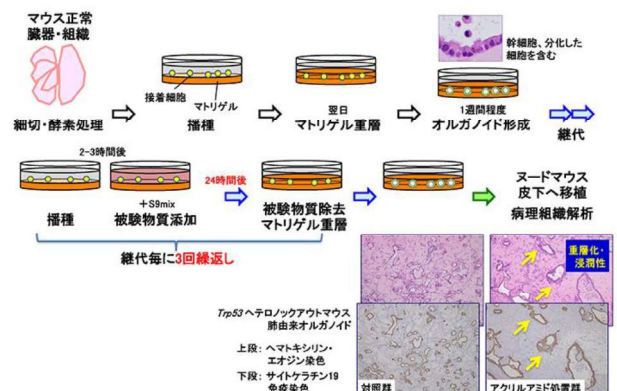 マウス正常
臓器・組織
細切・酵素処理
接着細胞
マトリゲル
播種
翌日
マトリゲル重層
幹細胞、分化した
細胞を含む
1週間程度
オルガノイド形成
継代
2-3時間後
播種
+S9mix
被験物質添加
24時間後
被験物質除去
マトリゲル重層
ヌードマウス
皮下へ移植
病理組織解析
継代毎に3回繰返し
重層化・
浸潤性
Trp53 ヘテロノックアウトマウス
肺由来オルガノイド
上段: ヘマトキシリン・
エオジン染色
下段: サイトケラチン19
免疫染色
対照群
アクリルアミド処置群